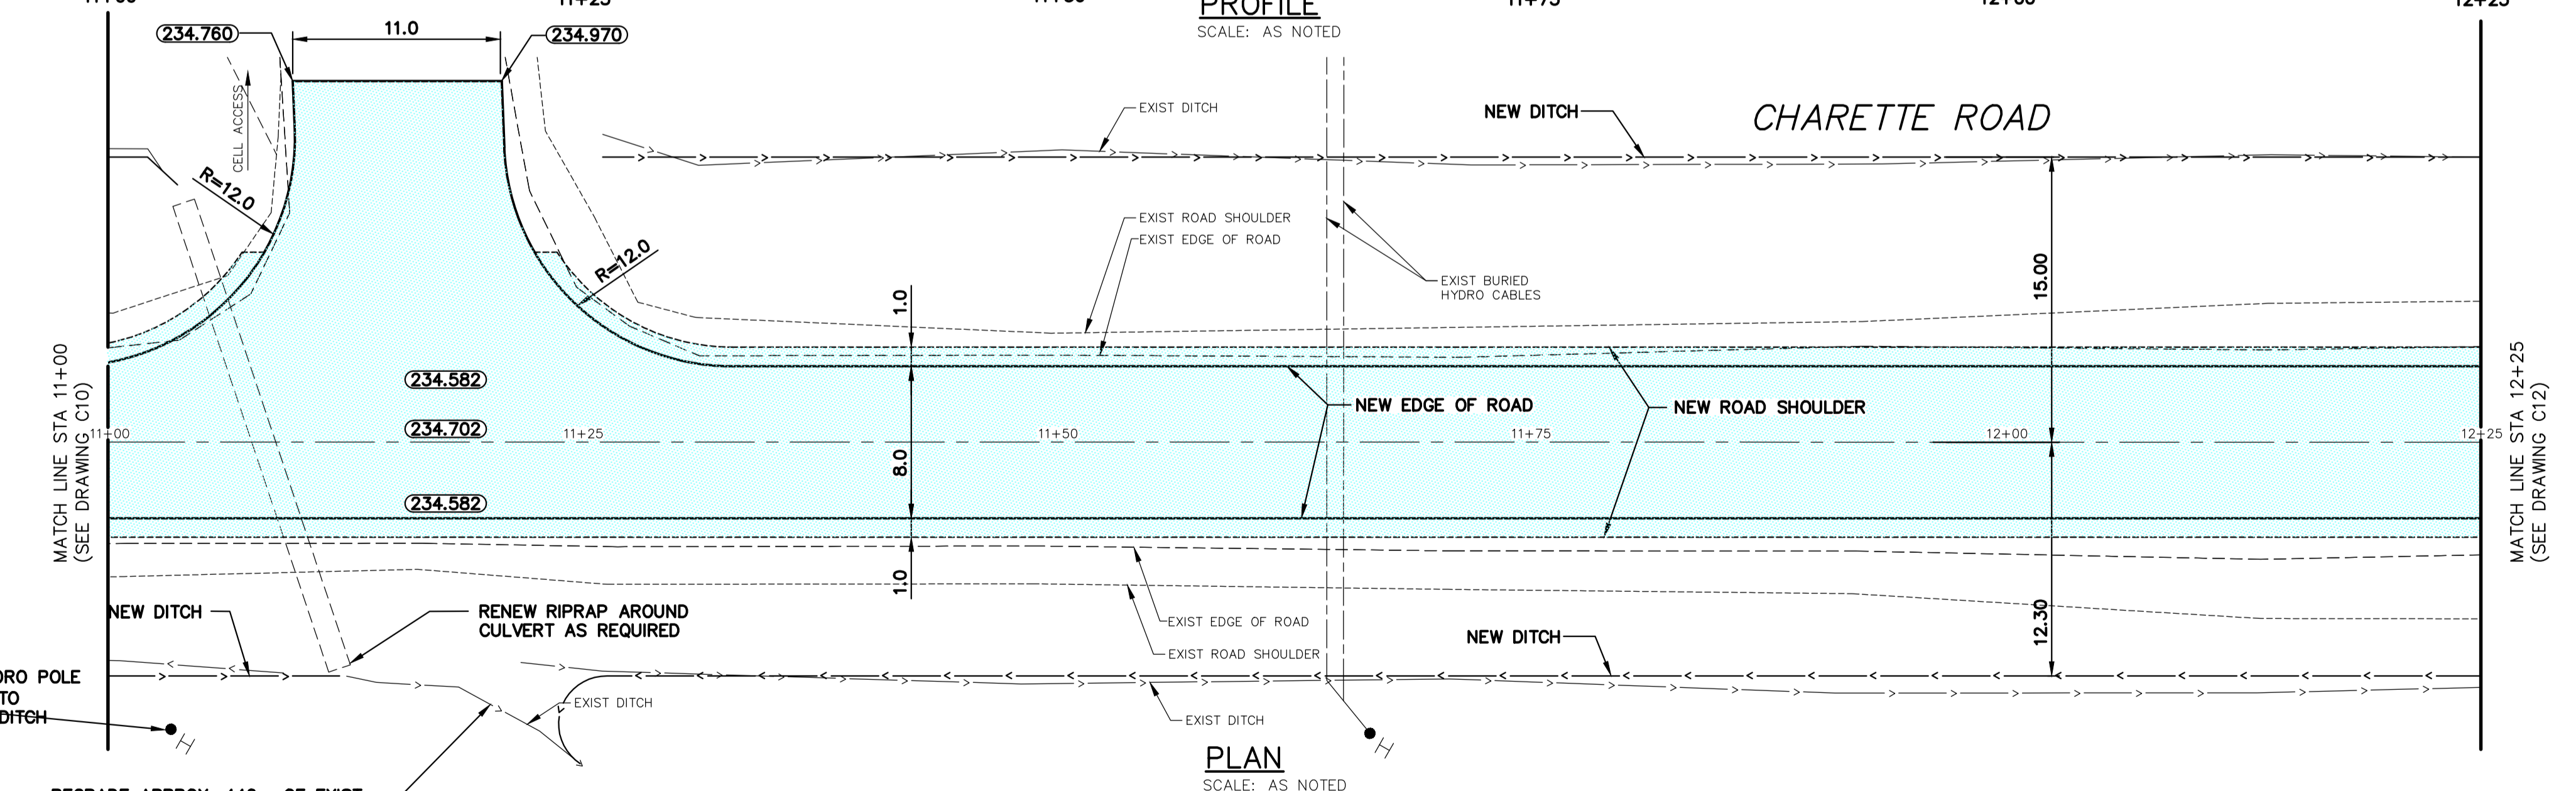 PROFILE
SCALE: AS NOTED
234.760
11.0
234.970
CELL ACCESS
EXIST DITCH
NEW DITCH
CHARETTE ROAD
R=12.0
R=12.0
EXIST ROAD SHOULDER
EXIST EDGE OF ROAD
EXIST BURIED
HYDRO CABLES
15.00
1.0
MATCH LINE STA 11+00
(SEE DRAWING C10)
234.582
234.702
234.582
NEW EDGE OF ROAD
NEW ROAD SHOULDER
11+00
11+25
11+50
11+75
12+00
12+25
8.0
MATCH LINE STA 12+25
(SEE DRAWING C12)
1.0
12.30
NEW DITCH
RENEW RIPRAP AROUND
CULVERT AS REQUIRED
EXIST EDGE OF ROAD
EXIST ROAD SHOULDER
NEW DITCH
POLE
TO
DITCH
H
EXIST DITCH
EXIST DITCH
H
PLAN
SCALE: AS NOTED